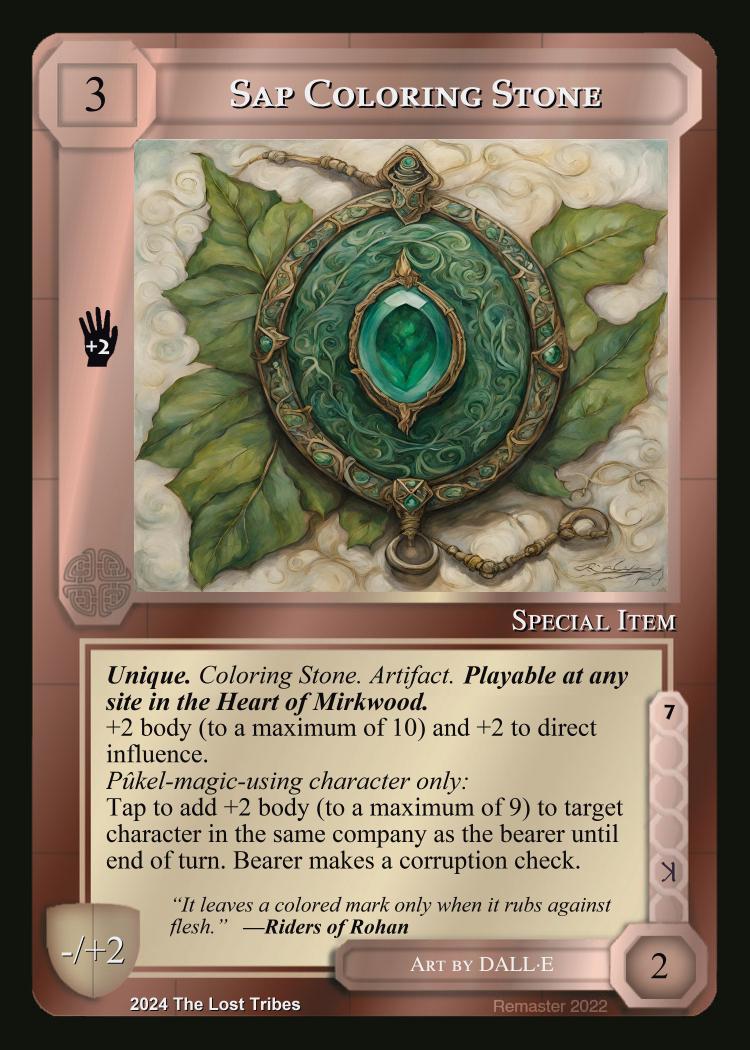 3
Sap Coloring Stone
+2
Special Item
Unique. Coloring Stone. Artifact. Playable at any
site in the Heart of Mirkwood.
+2 body (to a maximum of 10) and +2 to direct
influence.
Pûkel-magic-using character only:
Tap to add +2 body (to a maximum of 9) to target
character in the same company as the bearer until
end of turn. Bearer makes a corruption check.
7
“It leaves a colored mark only when it rubs against
flesh.” —Riders of Rohan
-/+2
Art by DALL·E
2
2024 The Lost Tribes
Remaster 2022